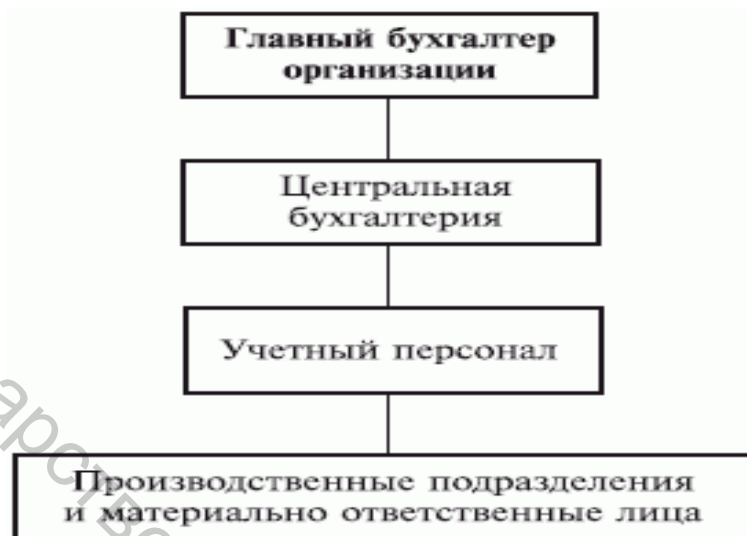 Главный бухгалтер
организации
Центральная
бухгалтерия
Учетный персонал
Производственные подразделения
и материально ответственные лица